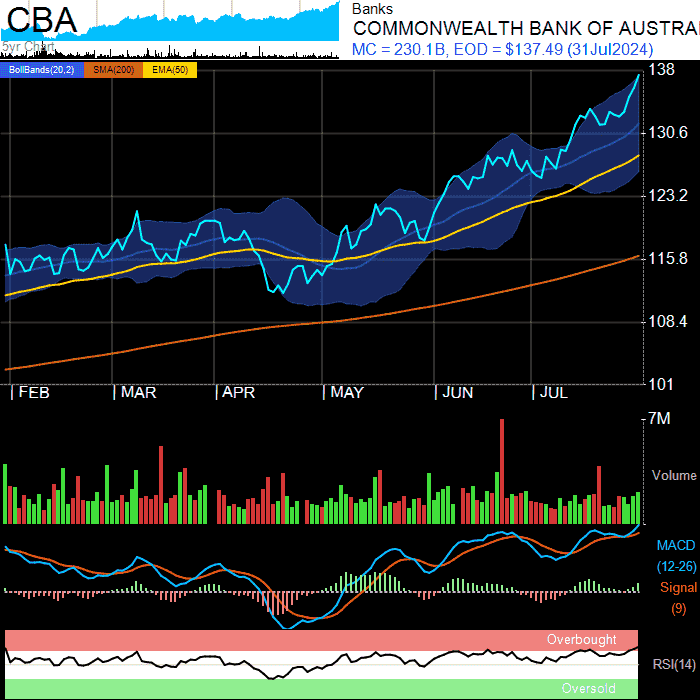 CBA
5yr Chart
Banks
COMMONWEALTH BANK OF AUSTRA
MC = 230.1B, EOD = $137.49 (31Jul2024)
BollBands(20,2) SMA(200) EMA(50)
138
130.6
123.2
115.8
108.4
101
FEB MAR APR MAY JUN JUL
7M
Volume
MACD
(12-26)
Signal
(9)
Overbought
RSI(14)
Oversold